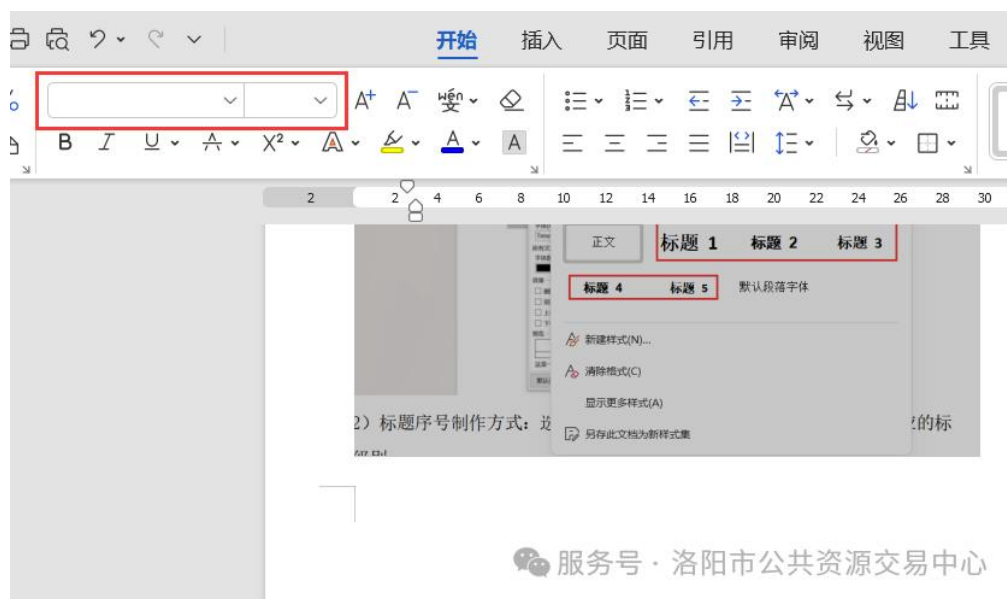 开始 插入 页面 引用 审阅 视图 工具
A+ A- wén 变
B I U A X² A A A
2 2 4 6 8 10 12 14 16 18 20 22 24 26 28 30
正文 标题 1 标题 2 标题 3
标题 4 标题 5 默认段落字体
新建样式(N)...
清除格式(C)
显示更多样式(A)
2）标题序号制作方式：选
的标
另存此文档为新样式集
服务号 · 洛阳市公共资源交易中心